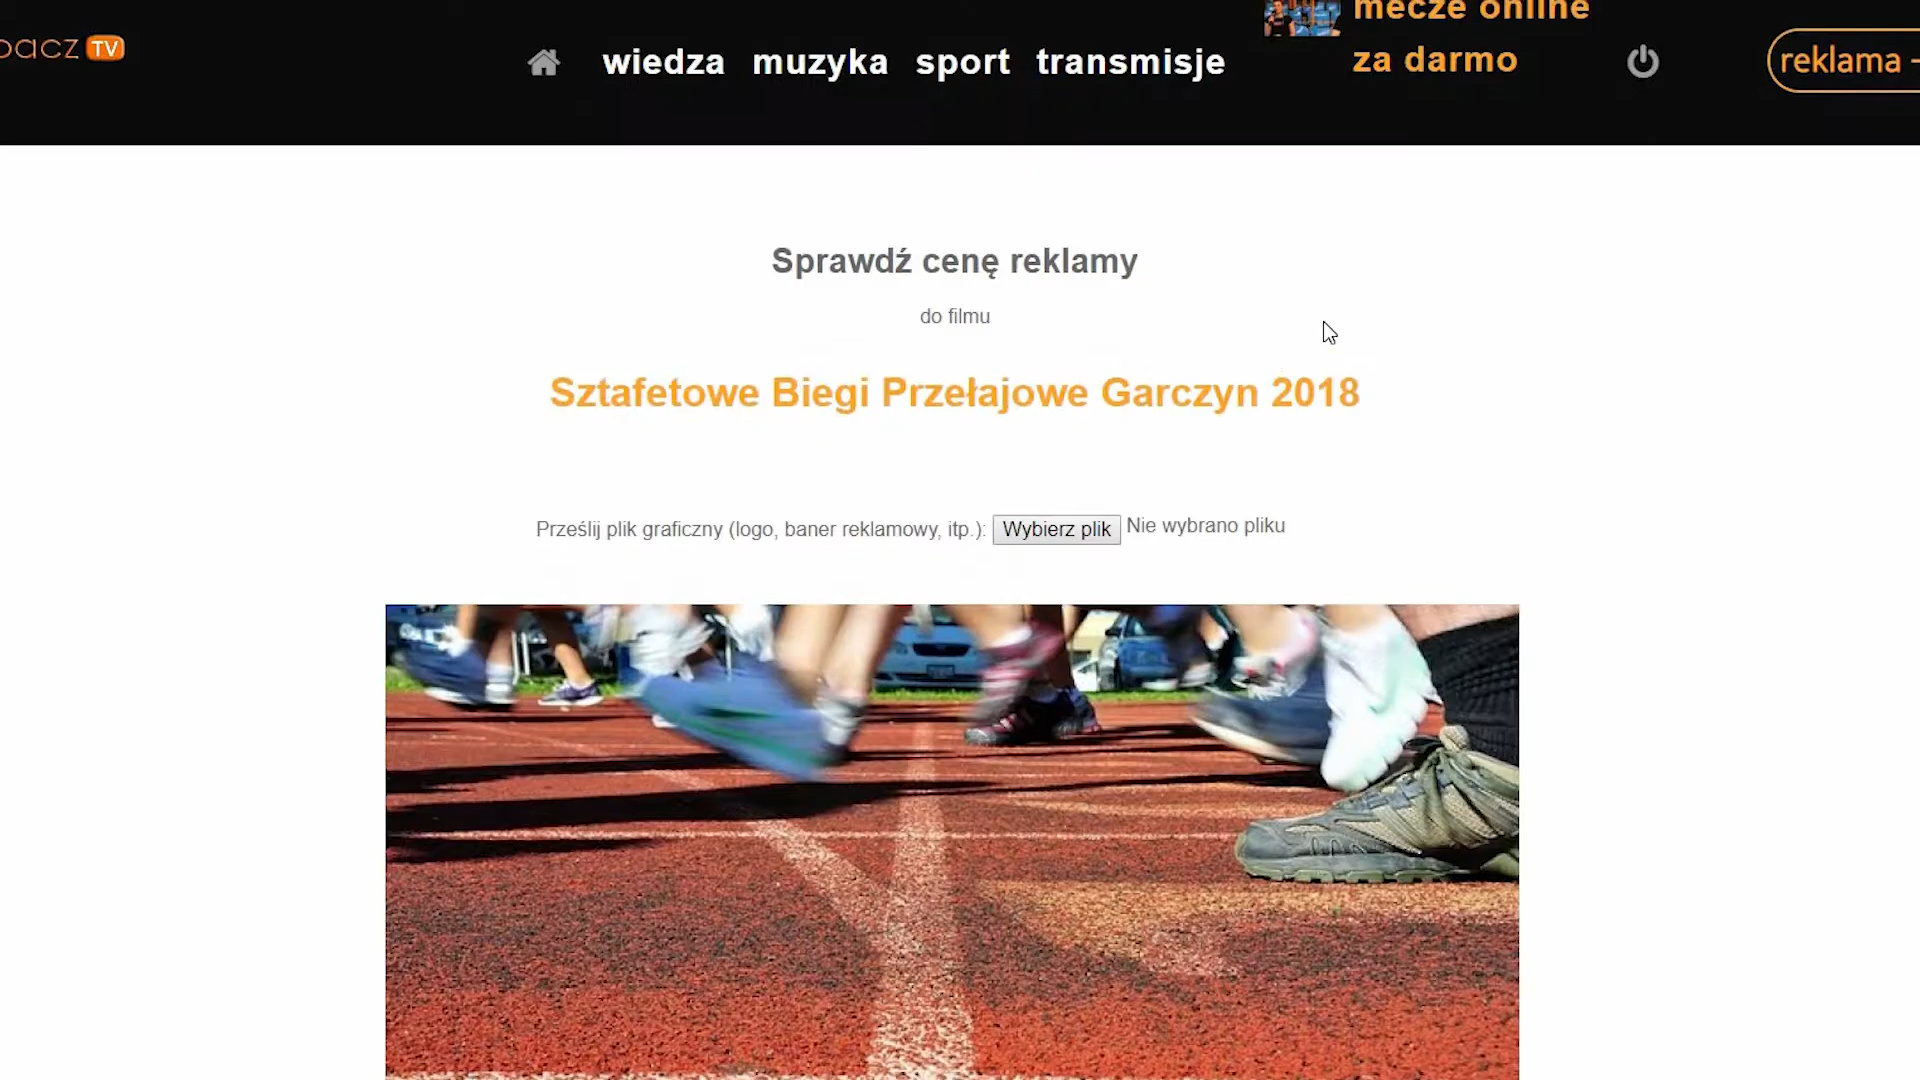 TV
wiedza muzyka sport transmisje
mecze online
za darmo
reklama
Sprawdź cenę reklamy
do filmu
Sztafetowe Biegi Przełajowe Garczyn 2018
Prześlij plik graficzny (logo, baner reklamowy, itp.): Wybierz plik Nie wybrano pliku